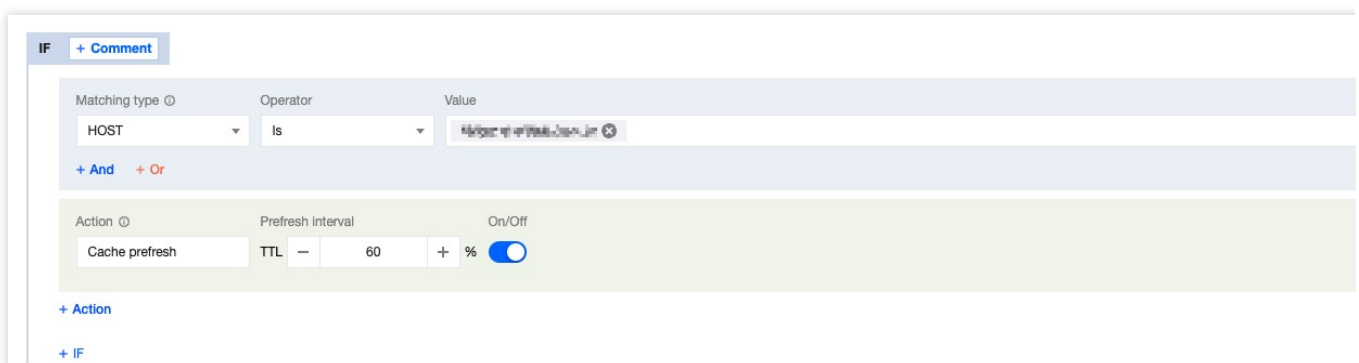 IF + Comment
Matching type Operator Value
HOST Is
+ And + Or
Action Prefresh interval On/Off
Cache prefresh TTL − 60 + %
+ Action
+ IF